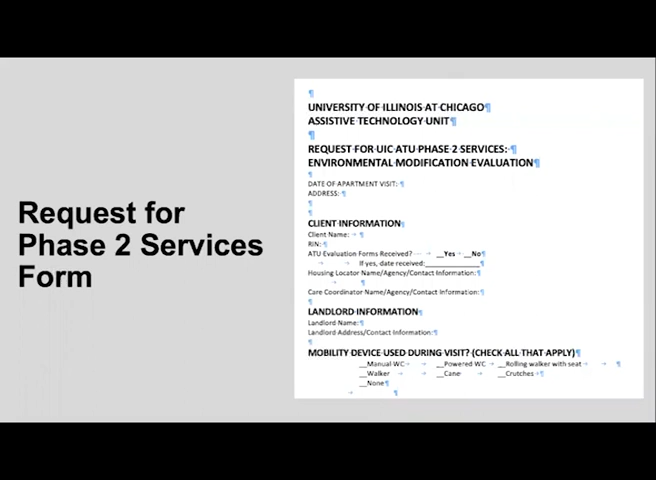 Request for
Phase 2 Services
Form
UNIVERSITY OF ILLINOIS AT CHICAGO
ASSISTIVE TECHNOLOGY UNIT
REQUEST FOR UIC ATU PHASE 2 SERVICES:
ENVIRONMENTAL MODIFICATION EVALUATION
DATE OF APARTMENT VISIT:
ADDRESS:
CLIENT INFORMATION
Client Name:
RIN:
ATU Evaluation Forms Received? __Yes __No
If yes, date received:____________
Housing Locator Name/Agency/Contact Information:
Care Coordinator Name/Agency/Contact Information:
LANDLORD INFORMATION
Landlord Name:
Landlord Address/Contact Information:
MOBILITY DEVICE USED DURING VISIT? (CHECK ALL THAT APPLY)
__Manual WC __Powered WC __Rolling walker with seat
__Walker __Cane __Crutches
__None